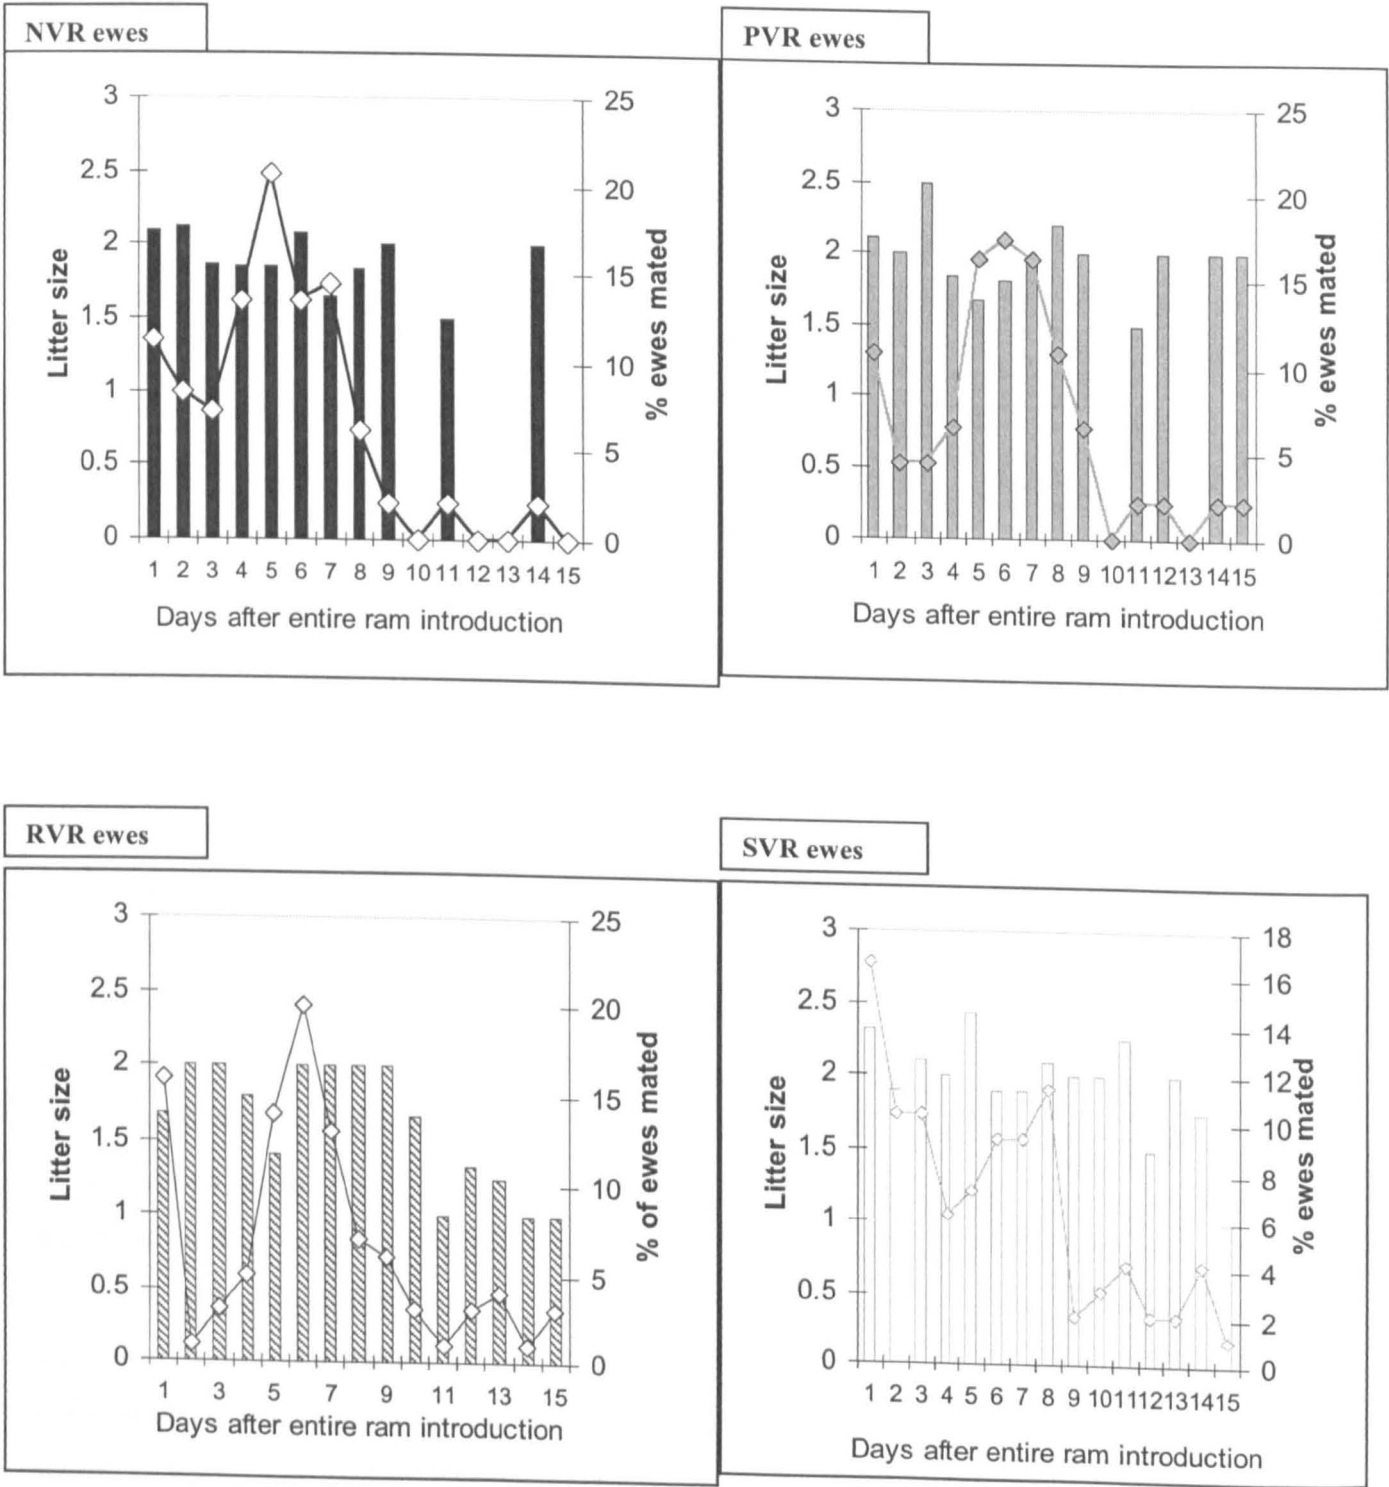 NVR ewes
3
2.5
2
1.5
1
0.5
0
25
20
15
10
5
0
Litter size
% ewes mated
1 2 3 4 5 6 7 8 9 10 11 12 13 14 15
Days after entire ram introduction
PVR ewes
3
2.5
2
1.5
1
0.5
0
25
20
15
10
5
0
Litter size
% ewes mated
1 2 3 4 5 6 7 8 9 10 11 12 13 14 15
Days after entire ram introduction
RVR ewes
3
2.5
2
1.5
1
0.5
0
25
20
15
10
5
0
Litter size
% of ewes mated
1 3 5 7 9 11 13 15
Days after entire ram introduction
SVR ewes
3
2.5
2
1.5
1
0.5
0
18
16
14
12
10
8
6
4
2
0
Litter size
% ewes mated
1 2 3 4 5 6 7 8 9 10 11 12 13 14 15
Days after entire ram introduction